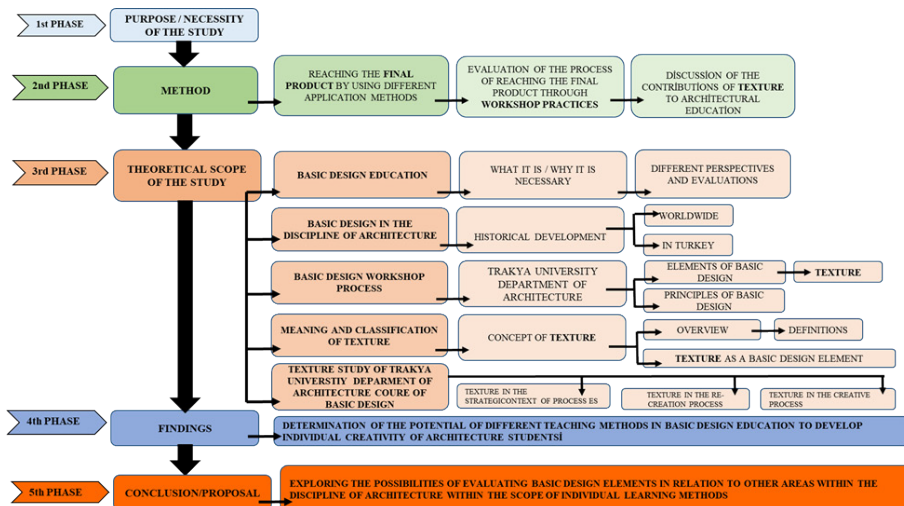 1st PHASE
PURPOSE / NECESSITY
OF THE STUDY
2nd PHASE
METHOD
REACHING THE FINAL
PRODUCT BY USING DIFFERENT
APPLICATION METHODS
EVALUATION OF THE PROCESS
OF REACHING THE FINAL
PRODUCT THROUGH
WORKSHOP PRACTICES
DİSCUSSİON OF THE
CONTRİBUTİONS OF TEXTURE
TO ARCHİTECTURAL
EDUCATİON
3rd PHASE
THEORETICAL SCOPE
OF THE STUDY
BASIC DESIGN EDUCATION
WHAT IT IS / WHY IT IS
NECESSARY
DIFFERENT PERSPECTIVES
AND EVALUATIONS
BASIC DESIGN IN THE
DISCIPLINE OF ARCHITECTURE
HISTORICAL DEVELOPMENT
WORLDWIDE
IN TURKEY
BASIC DESIGN WORKSHOP
PROCESS
TRAKYA UNIVERSITY
DEPARTMENT OF
ARCHITECTURE
ELEMENTS OF BASIC
DESIGN
TEXTURE
PRINCIPLES OF BASIC
DESIGN
MEANING AND CLASSIFICATION
OF TEXTURE
CONCEPT OF TEXTURE
OVERVIEW
DEFINITIONS
TEXTURE AS A BASIC DESIGN ELEMENT
TEXTURE STUDY OF TRAKYA
UNIVERSTIY DEPARMENT OF
ARCHITECTURE COURE OF
BASIC DESIGN
TEXTURE IN THE
STRATEGICONTEXT OF PROCESS ES
TEXTURE IN THE RE-
CREATION PROCESS
TEXTURE IN THE CREATIVE
PROCESS
4th PHASE
FINDINGS
DETERMINATION OF THE POTENTIAL OF DIFFERENT TEACHING METHODS IN BASIC DESIGN EDUCATION TO DEVELOP
INDIVIDUAL CREATIVITY OF ARCHITECTURE STUDENTSİ
5th PHASE
CONCLUSION/PROPOSAL
EXPLORING THE POSSIBILITIES OF EVALUATING BASIC DESIGN ELEMENTS IN RELATION TO OTHER AREAS WITHIN THE
DISCIPLINE OF ARCHITECTURE WITHIN THE SCOPE OF INDIVIDUAL LEARNING METHODS